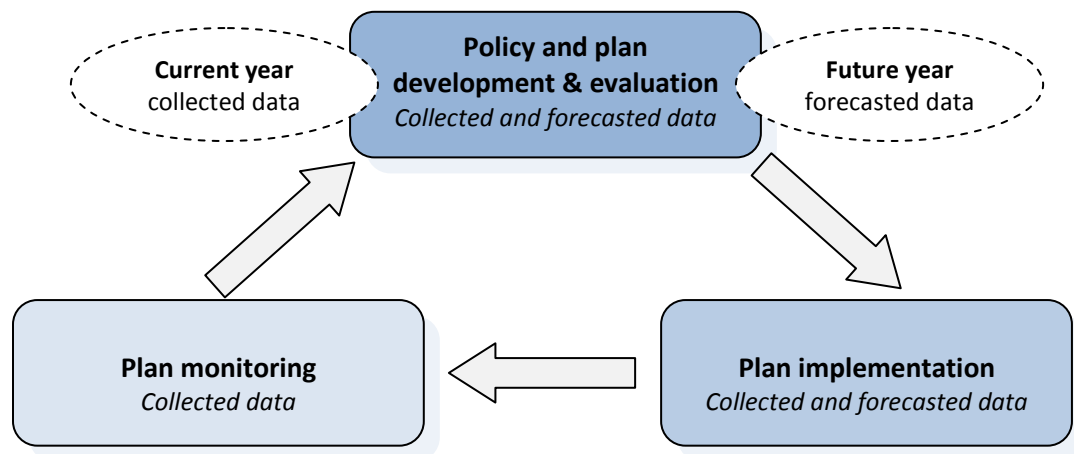 Current year
collected data
Policy and plan
development & evaluation
Collected and forecasted data
Future year
forecasted data
Plan monitoring
Collected data
Plan implementation
Collected and forecasted data